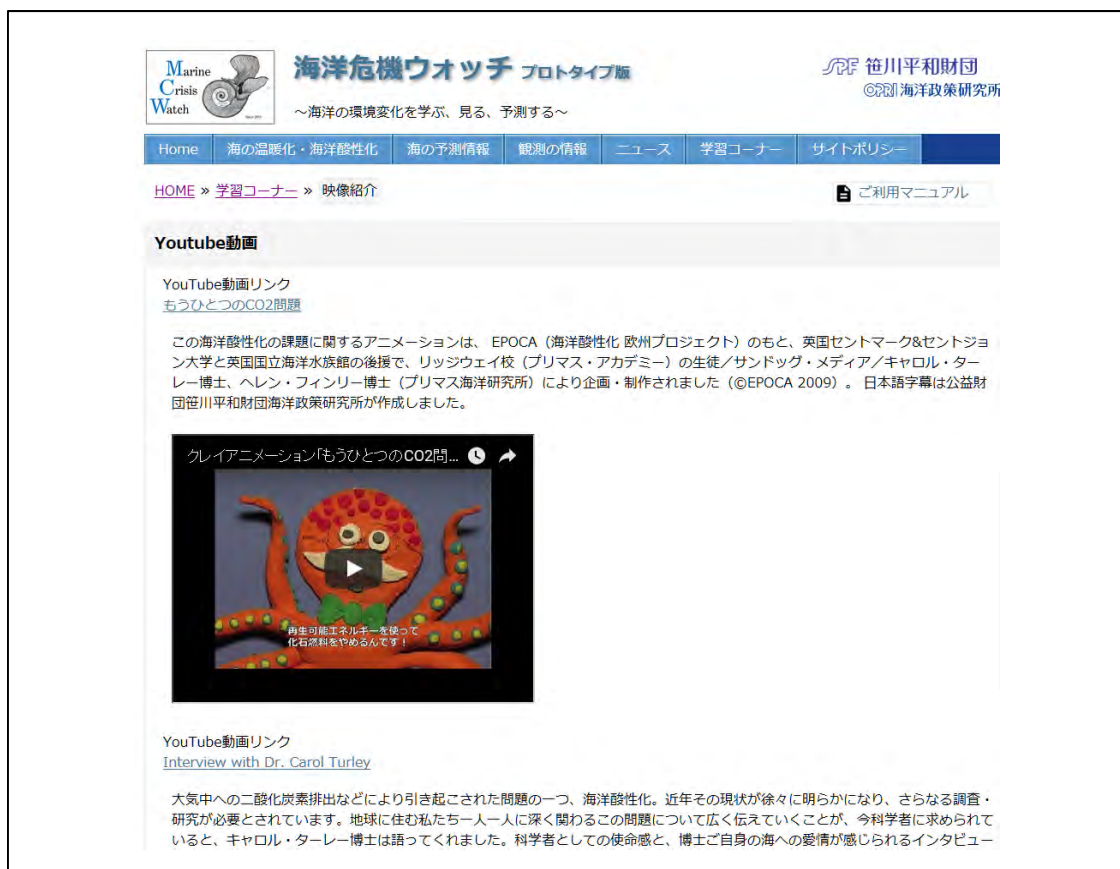 Marine
Crisis
Watch
海洋危機ウオッチ プロトタイプ版
～海洋の環境変化を学ぶ、見る、予測する～
SPF 笹川平和財団
OPRI 海洋政策研究所
Home 海の温暖化・海洋酸性化 海の予測情報 観測の情報 ニュース 学習コーナー サイトポリシー
HOME » 学習コーナー » 映像紹介
ご利用マニュアル
Youtube動画
YouTube動画リンク
もうひとつのCO2問題
この海洋酸性化の課題に関するアニメーションは、 EPOCA（海洋酸性化 欧州プロジェクト）のもと、英国セントマーク&セントジョ
ン大学と英国国立海洋水族館の後援で、リッジウェイ校（プリマス・アカデミー）の生徒／サンドッグ・メディア／キャロル・ター
レー博士、ヘレン・フィンリー博士（プリマス海洋研究所）により企画・制作されました（©EPOCA 2009）。 日本語字幕は公益財
団笹川平和財団海洋政策研究所が作成しました。
クレイアニメーション「もうひとつのCO2問...
再生可能エネルギーを使って
化石燃料をやめるんです！
YouTube動画リンク
Interview with Dr. Carol Turley
大気中への二酸化炭素排出などにより引き起こされた問題の一つ、海洋酸性化。近年その現状が徐々に明らかになり、さらなる調査・
研究が必要とされています。地球に住む私たち一人一人に深く関わるこの問題について広く伝えていくことが、今科学者に求められて
いると、キャロル・ターレー博士は語ってくれました。科学者としての使命感と、博士ご自身の海への愛情が感じられるインタビュー